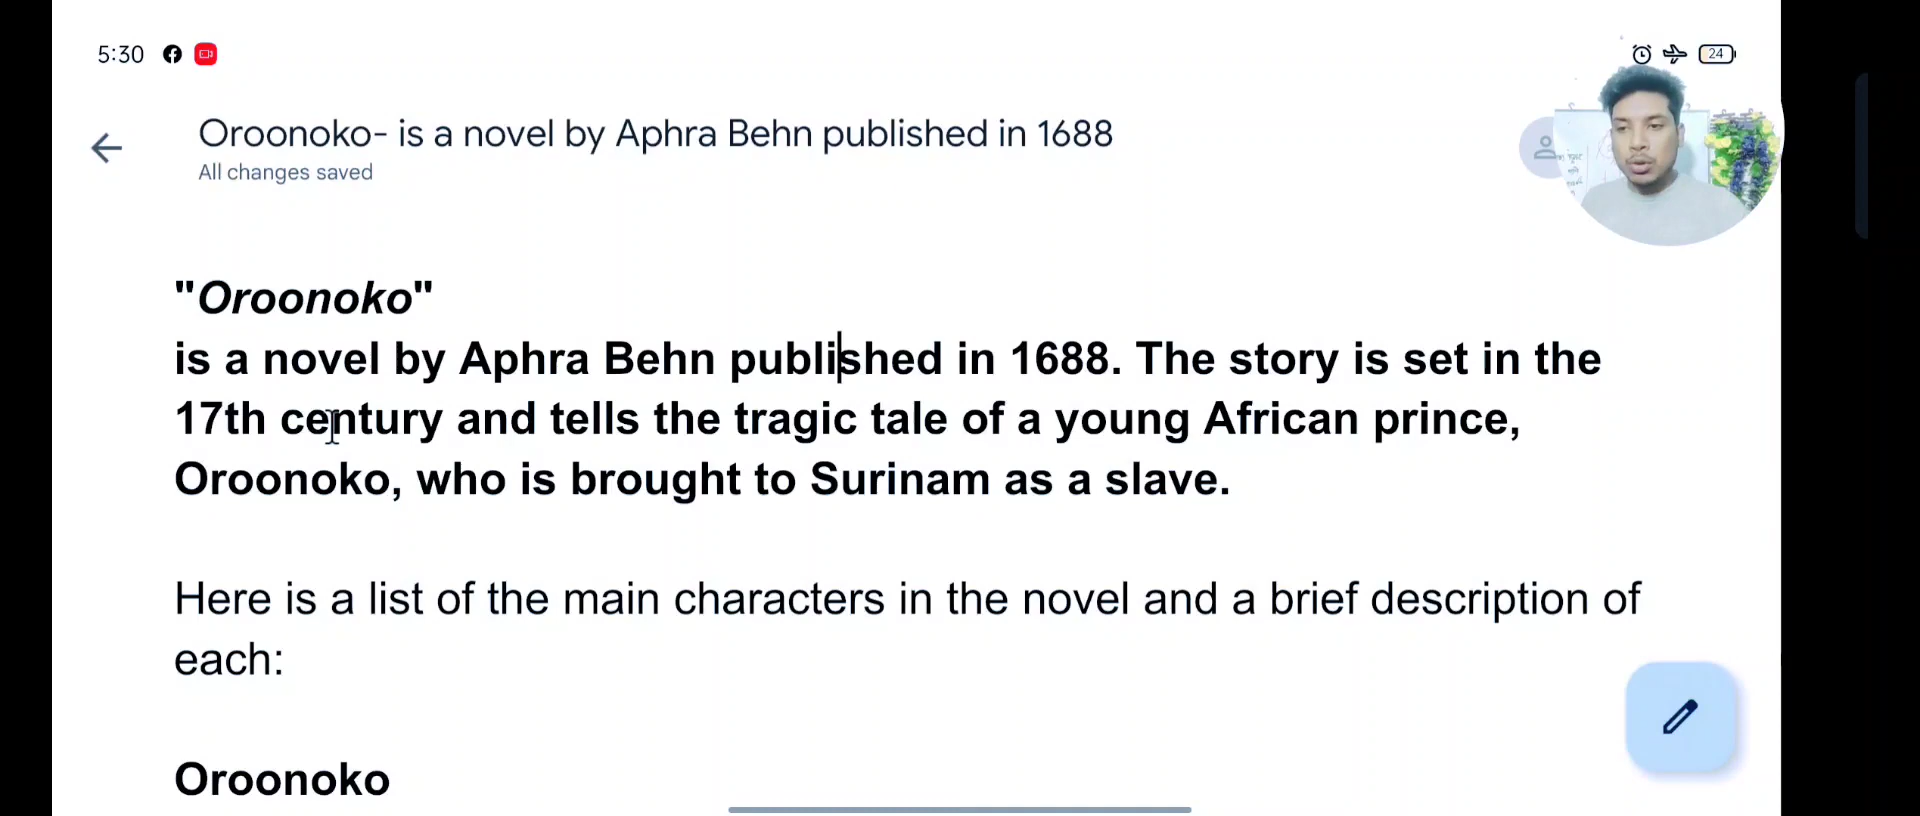 5:30
24
Oroonoko- is a novel by Aphra Behn published in 1688
All changes saved
"Oroonoko"
is a novel by Aphra Behn published in 1688. The story is set in the
17th century and tells the tragic tale of a young African prince,
Oroonoko, who is brought to Surinam as a slave.
Here is a list of the main characters in the novel and a brief description of
each:
Oroonoko